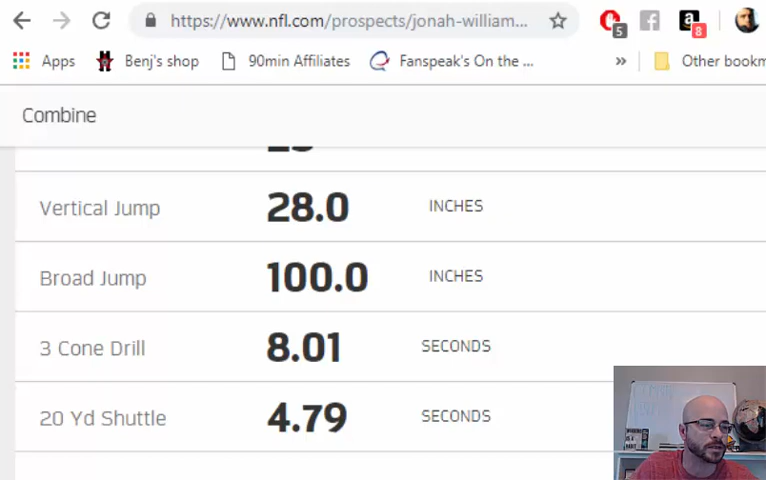 https://www.nfl.com/prospects/jonah-william...
5
a
8
Apps
Benj's shop
90min Affiliates
Fanspeak's On the ...
»
Other bookm
Combine
Vertical Jump 28.0 INCHES
Broad Jump 100.0 INCHES
3 Cone Drill 8.01 SECONDS
20 Yd Shuttle 4.79 SECONDS